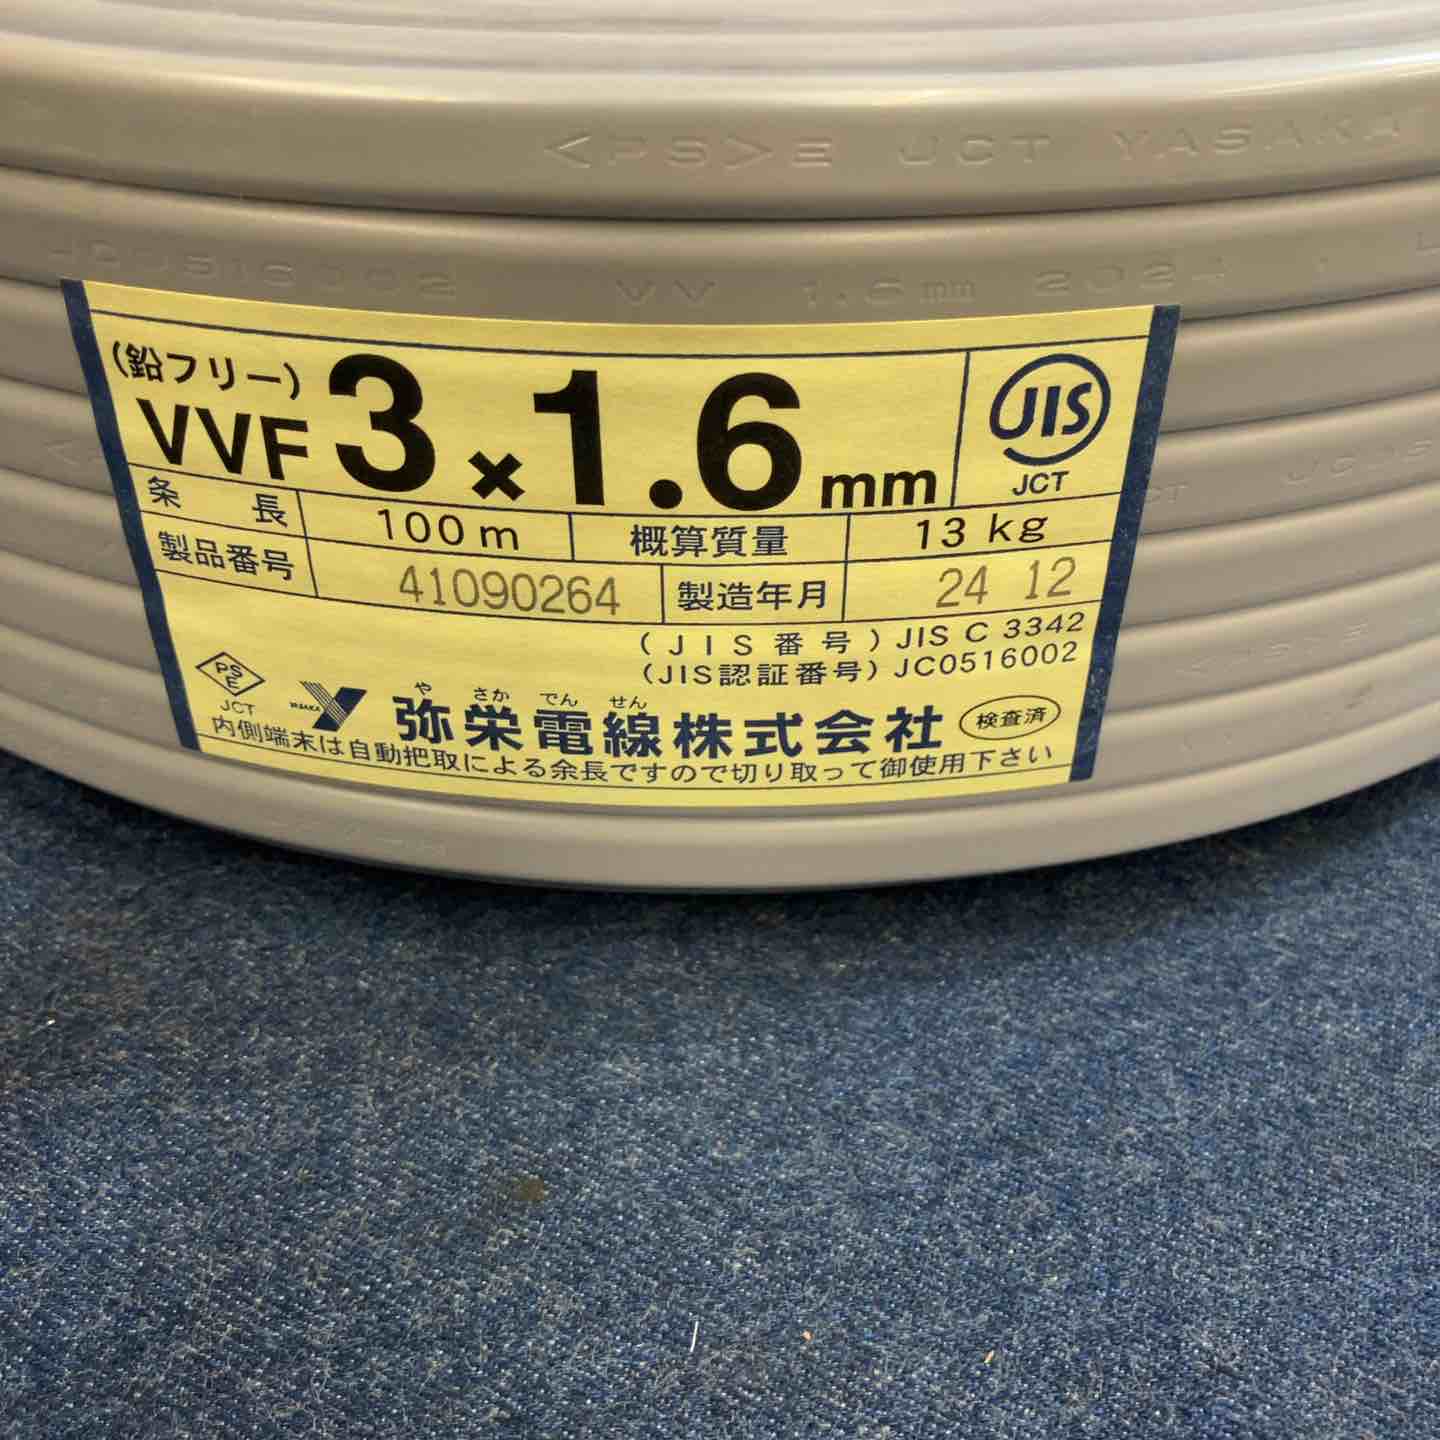 <PS>E JCT YASAKA
JC0516002 VV 1.6mm 2024
(鉛フリー)
VVF 3×1.6mm
JIS
JCT
条長 100m 概算質量 13kg
製品番号 41090264 製造年月 24 12
(JIS番号) JIS C 3342
(JIS認証番号) JC0516002
PS
E
JCT
YASAKA
や さか でん せん
弥栄電線株式会社 検査済
内側端末は自動把取による余長ですので切り取って御使用下さい